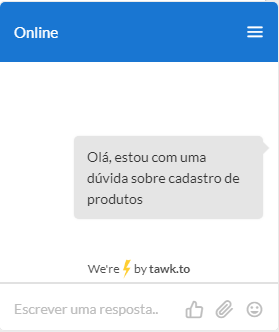 Online
Olá, estou com uma
dúvida sobre cadastro de
produtos
We're by tawk.to
Escrever uma resposta..